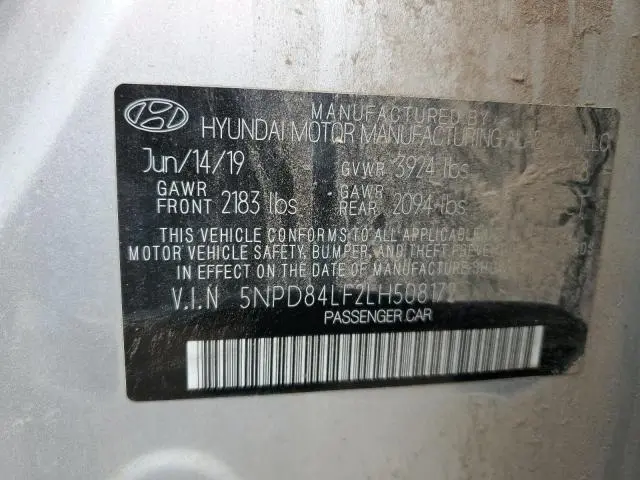 MANUFACTURED BY
HYUNDAI MOTOR MANUFACTURING LLC
Jun/14/19 GVWR 3924 lbs
GAWR FRONT 2183 lbs GAWR REAR 2094 lbs
THIS VEHICLE CONFORMS TO ALL APPLICABLE
MOTOR VEHICLE SAFETY, BUMPER, AND THEFT
IN EFFECT ON THE DATE OF MANUFACTURE
V.I.N 5NPD84LF2LH508172
PASSENGER CAR